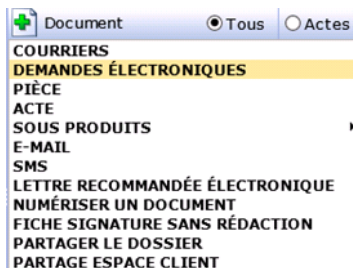 Document Tous Actes
COURRIERS
DEMANDES ÉLECTRONIQUES
PIÈCE
ACTE
SOUS PRODUITS
E-MAIL
SMS
LETTRE RECOMMANDÉE ÉLECTRONIQUE
NUMÉRISER UN DOCUMENT
FICHE SIGNATURE SANS RÉDACTION
PARTAGER LE DOSSIER
PARTAGE ESPACE CLIENT